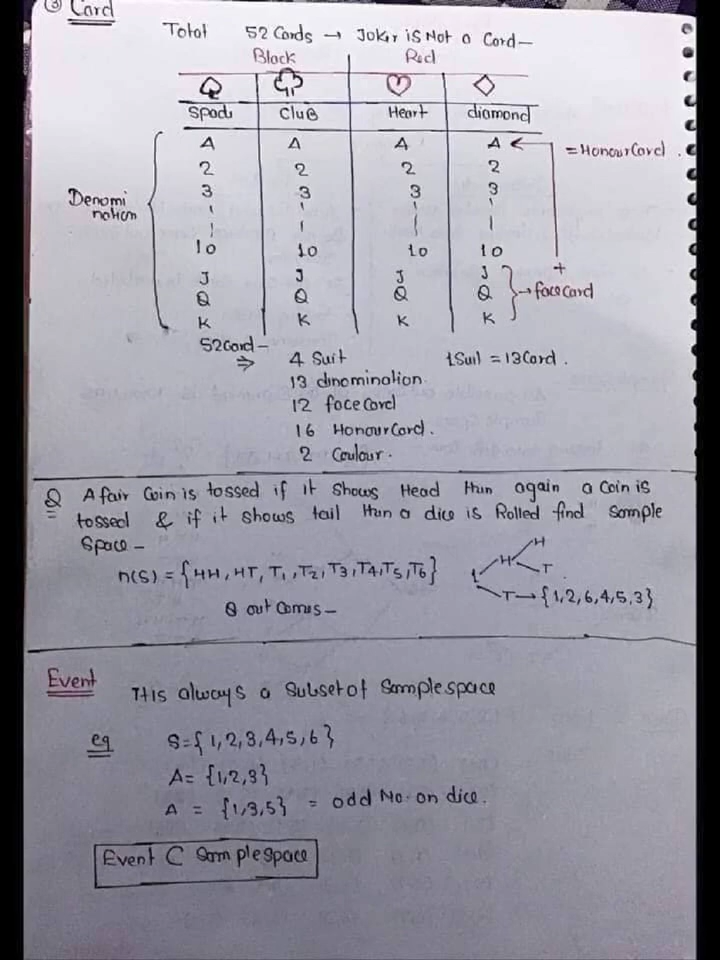 ③ Card
Total 52 Cards → Joker is Not a Card-
Black Red
Spade Club Heart diamond
A A A A = Honour Card.
2 2 2 2
3 3 3 3
10 10 10 10
J J J J
Q Q Q Q → face Card
K K K K
Denomi
nation
+
52 Card -
⇒ 4 Suit 1 Suit = 13 Card.
13 dinomination.
12 face Card
16 Honour Card.
2 Coulour.
Q A fair Coin is tossed if it shows Head then again a Coin is
tossed & if it shows tail then a dice is Rolled find Sample
Space-
n(S) = {HH, HT, T1, T2, T3, T4, T5, T6}
H H
T
T → {1,2,6,4,5,3}
8 out Comes-
Event This always a Subset of Sample space
eg S={1,2,3,4,5,6}
A= {1,2,3}
A = {1,3,5} = odd No. on dice.
Event C Sample space